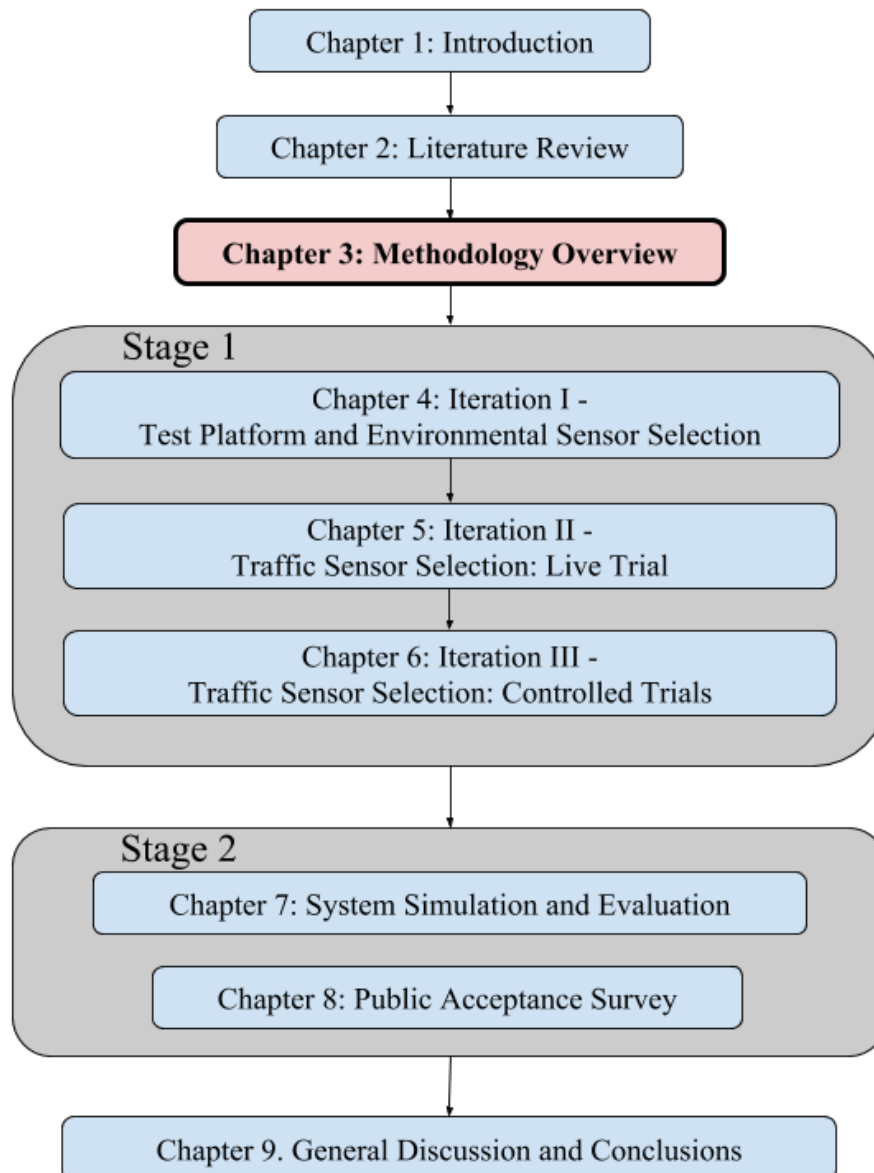 Chapter 1: Introduction
Chapter 2: Literature Review
Chapter 3: Methodology Overview
Stage 1
Chapter 4: Iteration I -
Test Platform and Environmental Sensor Selection
Chapter 5: Iteration II -
Traffic Sensor Selection: Live Trial
Chapter 6: Iteration III -
Traffic Sensor Selection: Controlled Trials
Stage 2
Chapter 7: System Simulation and Evaluation
Chapter 8: Public Acceptance Survey
Chapter 9. General Discussion and Conclusions